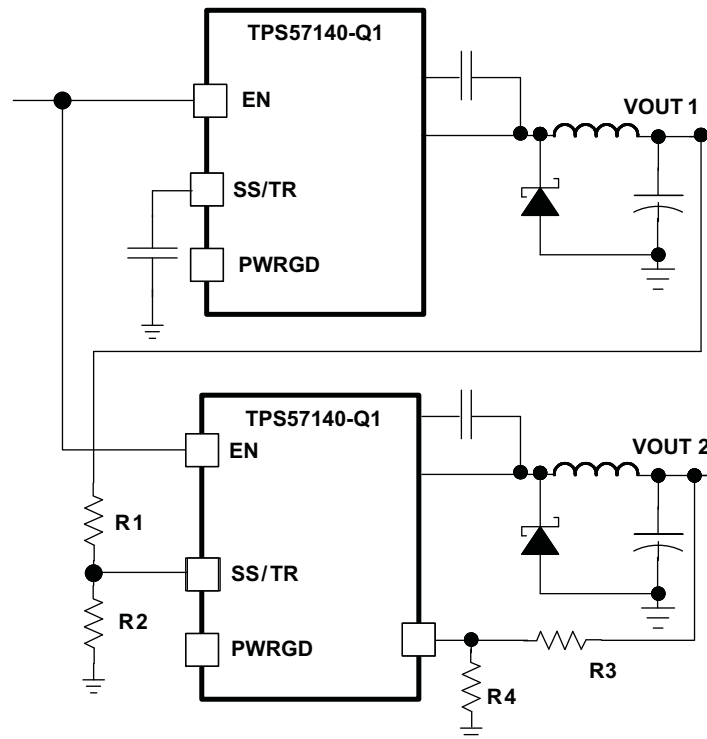 TPS57140-Q1
EN
VOUT 1
SS/TR
PWRGD
TPS57140-Q1
EN
VOUT 2
R1
SS/TR
R2
PWRGD
R3
R4